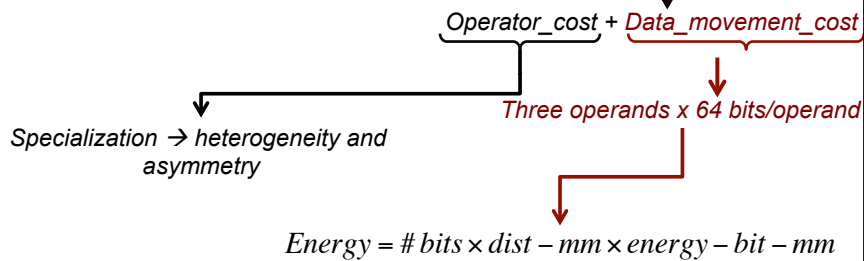 Operator_cost + Data_movement_cost
Three operands x 64 bits/operand
Specialization → heterogeneity and
asymmetry
Energy = # bits × dist − mm × energy − bit − mm